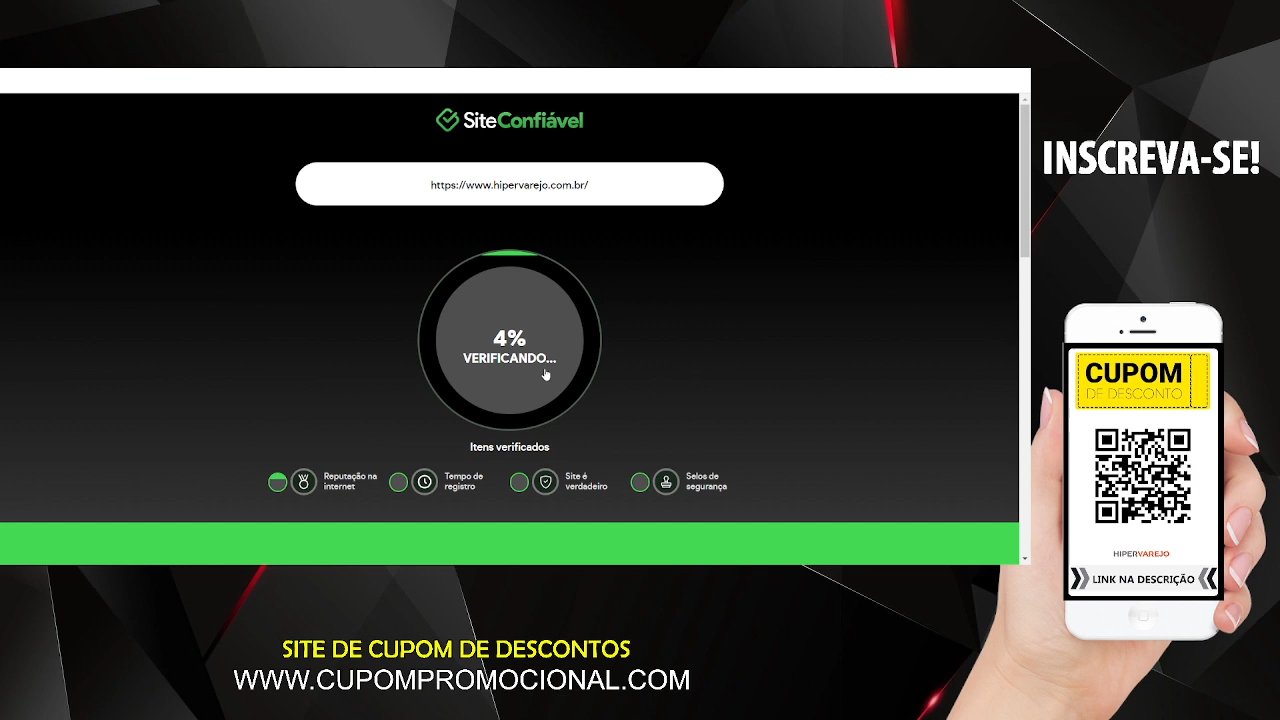 SiteConfiável
https://www.hipervarejo.com.br/
4%
VERIFICANDO...
Itens verificados
Reputação na
internet
Tempo de
registro
Site é
verdadeiro
Selos de
segurança
INSCREVA-SE!
CUPOM
DE DESCONTO
HIPERVAREJO
LINK NA DESCRIÇÃO
SITE DE CUPOM DE DESCONTOS
WWW.CUPOMPROMOCIONAL.COM